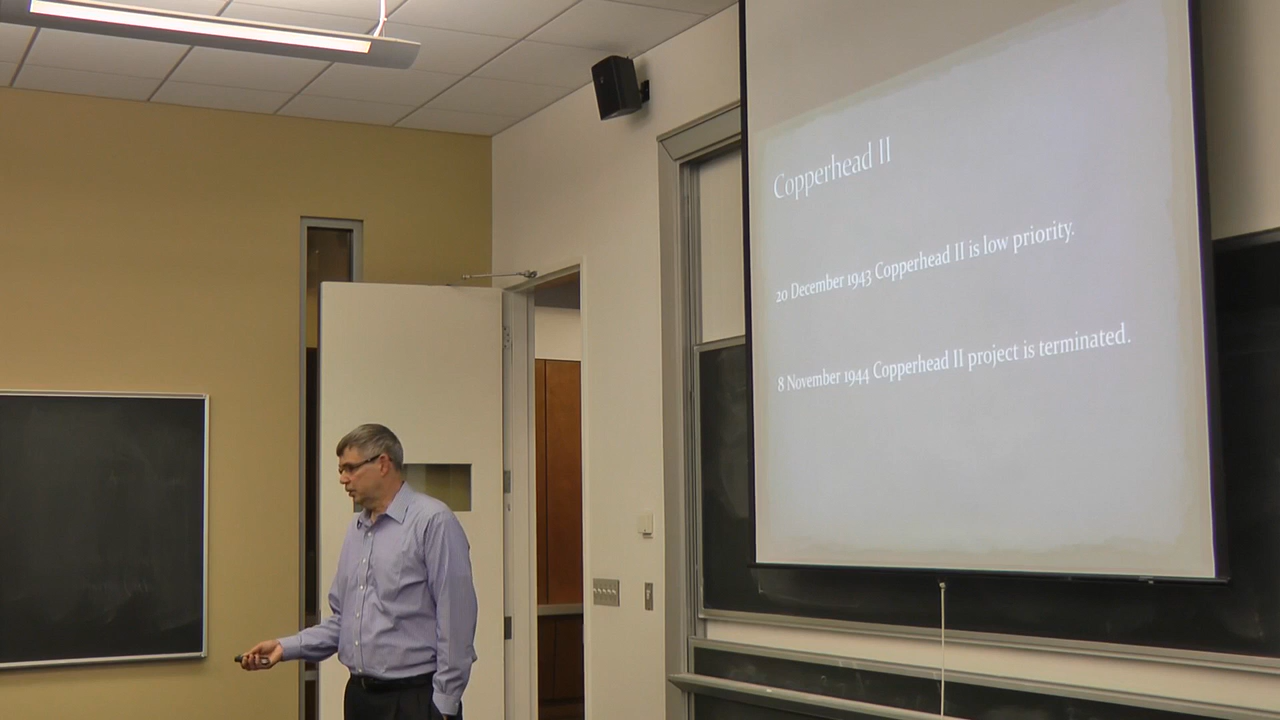 Copperhead II
20 December 1943 Copperhead II is low priority.
8 November 1944 Copperhead II project is terminated.